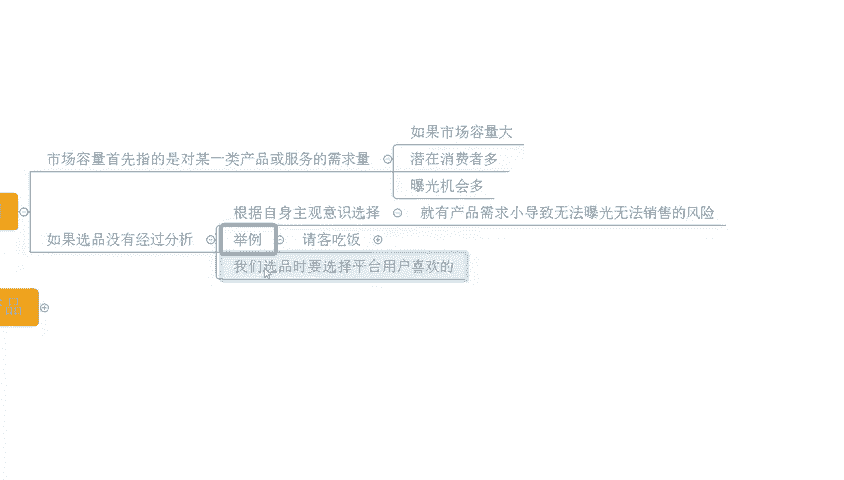 如果市场容量大
市场容量首先指的是对某一类产品或服务的需求量
潜在消费者多
曝光机会多
根据自身主观意识选择
就有产品需求小导致无法曝光无法销售的风险
如果选品没有经过分析
举例
请客吃饭
我们选品时要选择平台用户喜欢的